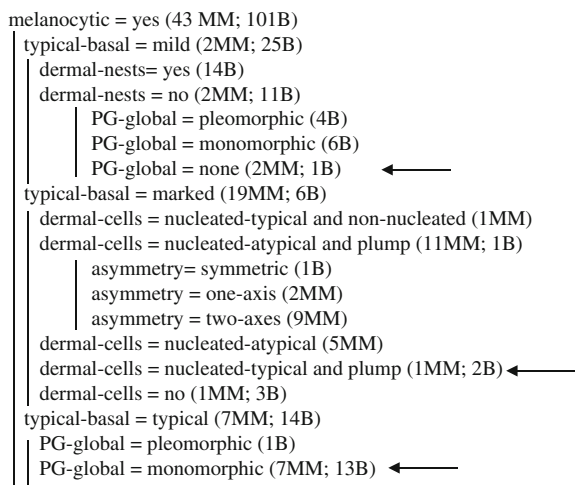 melanocytic = yes (43 MM; 101B)
typical-basal = mild (2MM; 25B)
dermal-nests= yes (14B)
dermal-nests = no (2MM; 11B)
PG-global = pleomorphic (4B)
PG-global = monomorphic (6B)
PG-global = none (2MM; 1B)
typical-basal = marked (19MM; 6B)
dermal-cells = nucleated-typical and non-nucleated (1MM)
dermal-cells = nucleated-atypical and plump (11MM; 1B)
asymmetry= symmetric (1B)
asymmetry = one-axis (2MM)
asymmetry = two-axes (9MM)
dermal-cells = nucleated-atypical (5MM)
dermal-cells = nucleated-typical and plump (1MM; 2B)
dermal-cells = no (1MM; 3B)
typical-basal = typical (7MM; 14B)
PG-global = pleomorphic (1B)
PG-global = monomorphic (7MM; 13B)